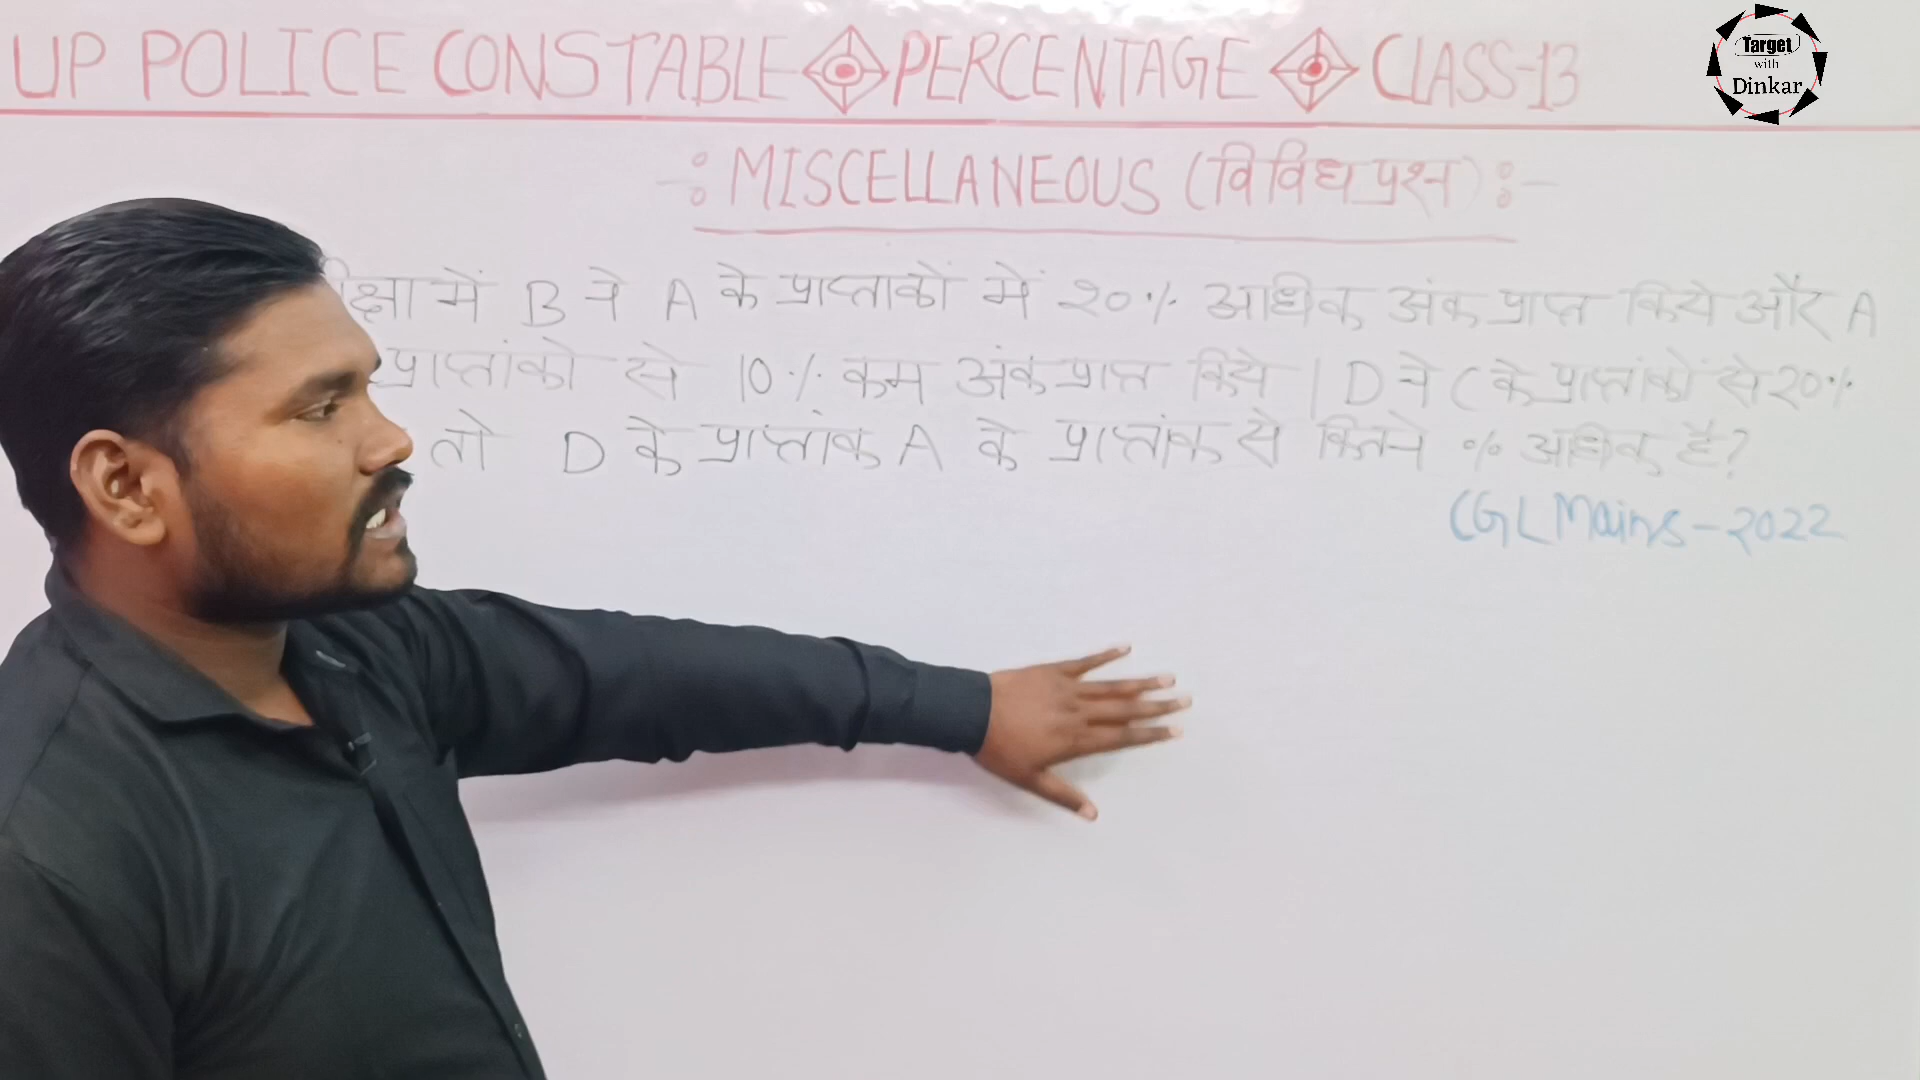 UP POLICE CONSTABLE PERCENTAGE CLASS-13
Target
with
Dinkar
-: MISCELLANEOUS (विविध प्रश्न) :-
में B ने A के प्राप्तांकों में 20% अधिक अंक प्राप्त किये और A
प्राप्तांको से 10% कम अंक प्राप्त किये । D ने C के प्राप्तांकों से 20%
तो D के प्राप्तांक A के प्राप्तांक से कितने % अधिक है?
CGL Mains-2022